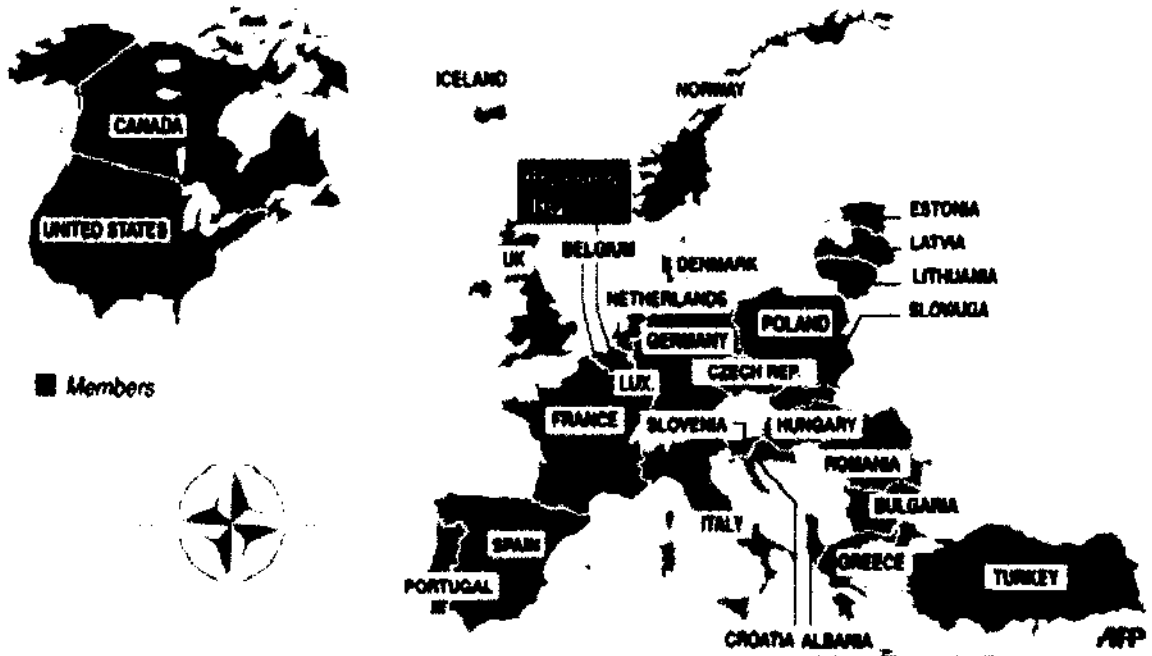 ICELAND
NORWAY
CANADA
ESTONIA
UNITED STATES
LATVIA
UK
BELGIUM
DENMARK
LITHUANIA
NETHERLANDS
SLOVAIGA
POLAND
GERMANY
CZECH REP.
Members
LUX.
FRANCE
SLOVENIA
HUNGARY
ROMANIA
BULGARIA
ITALY
SPAIN
GREECE
TURKEY
PORTUGAL
CROATIA ALBANIA
AFP